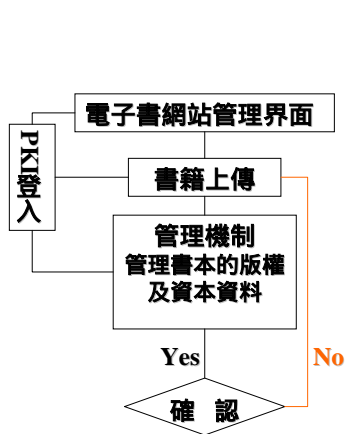 電子書網站管理界面
PKI登入
書籍上傳
管理機制
管理書本的版權
及資本資料
Yes
No
確 認